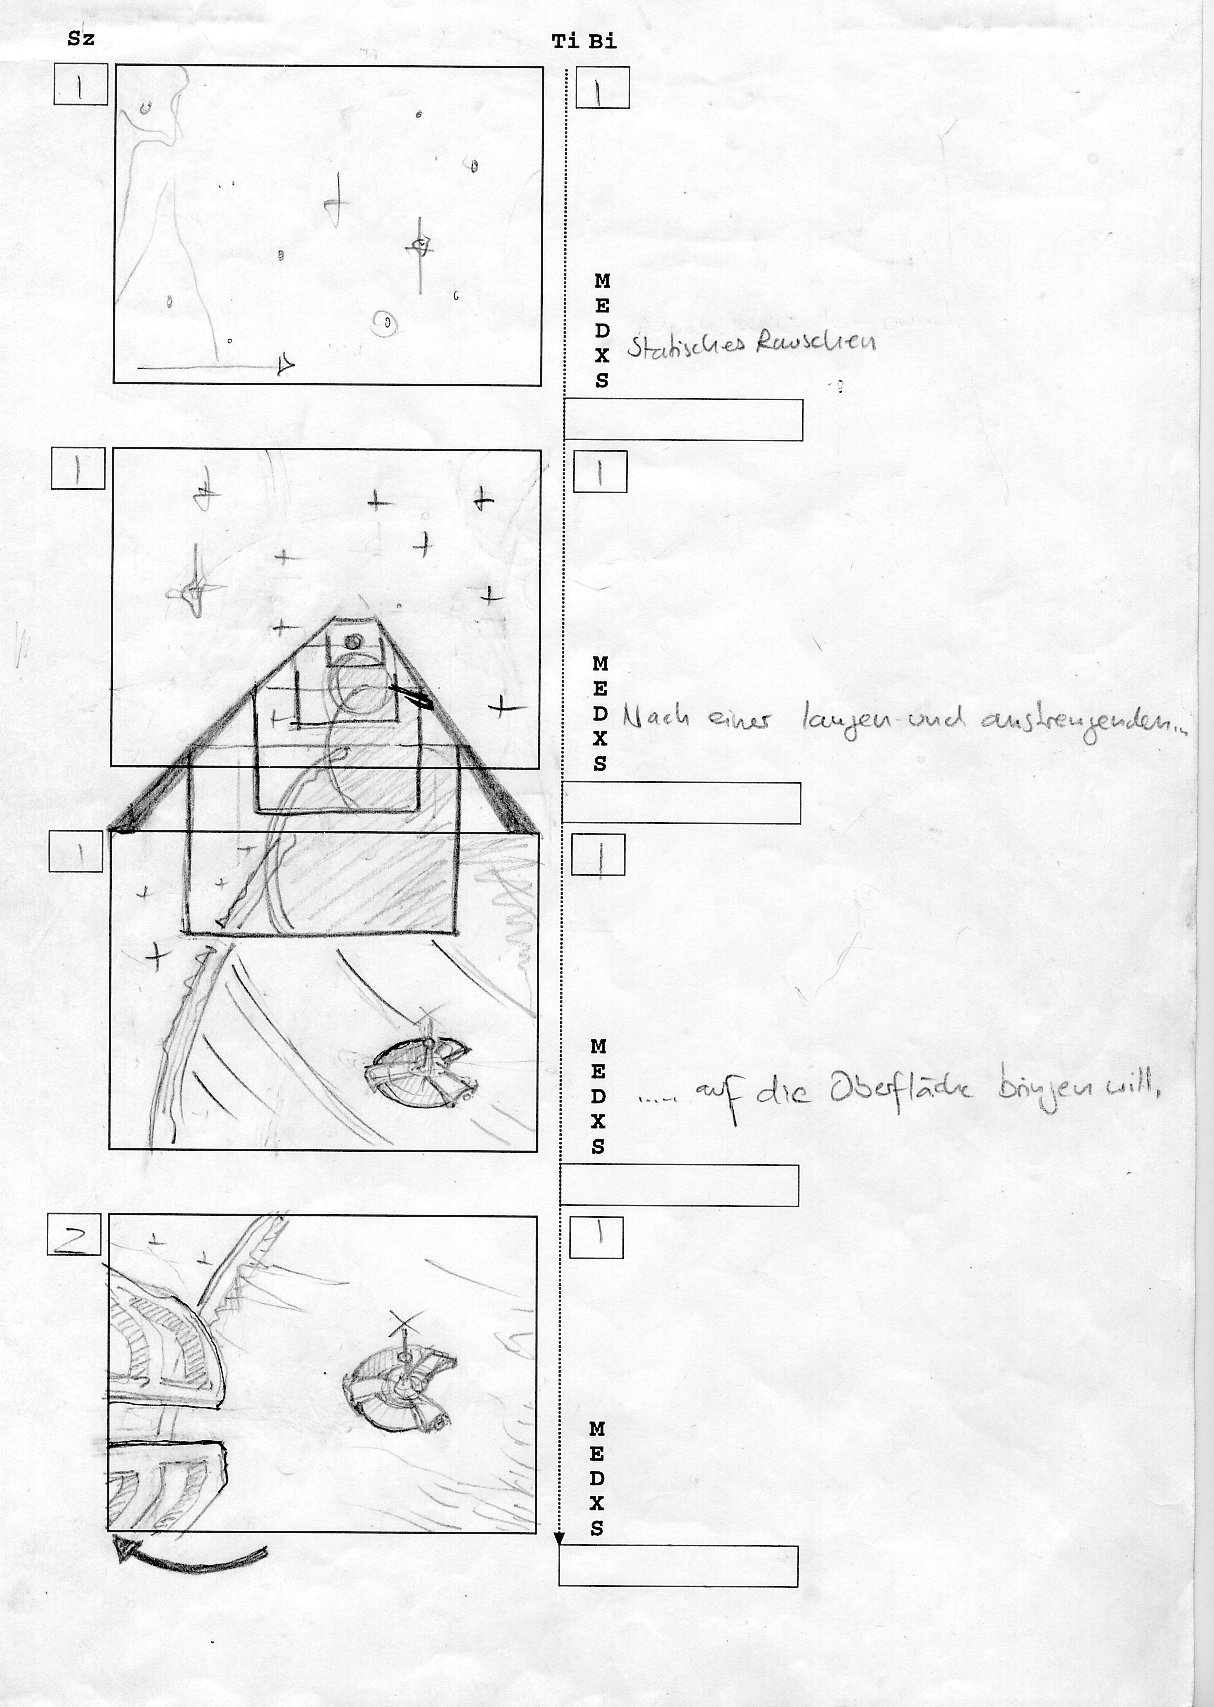 Sz Ti Bi
1 1
M
E
D Statisches Rauschen
X
S
1 1
M
E
D Nach einer langen und anstrengenden...
X
S
1 1
M
E
D ..... auf die Oberfläche bringen will.
X
S
2 1
M
E
D
X
S